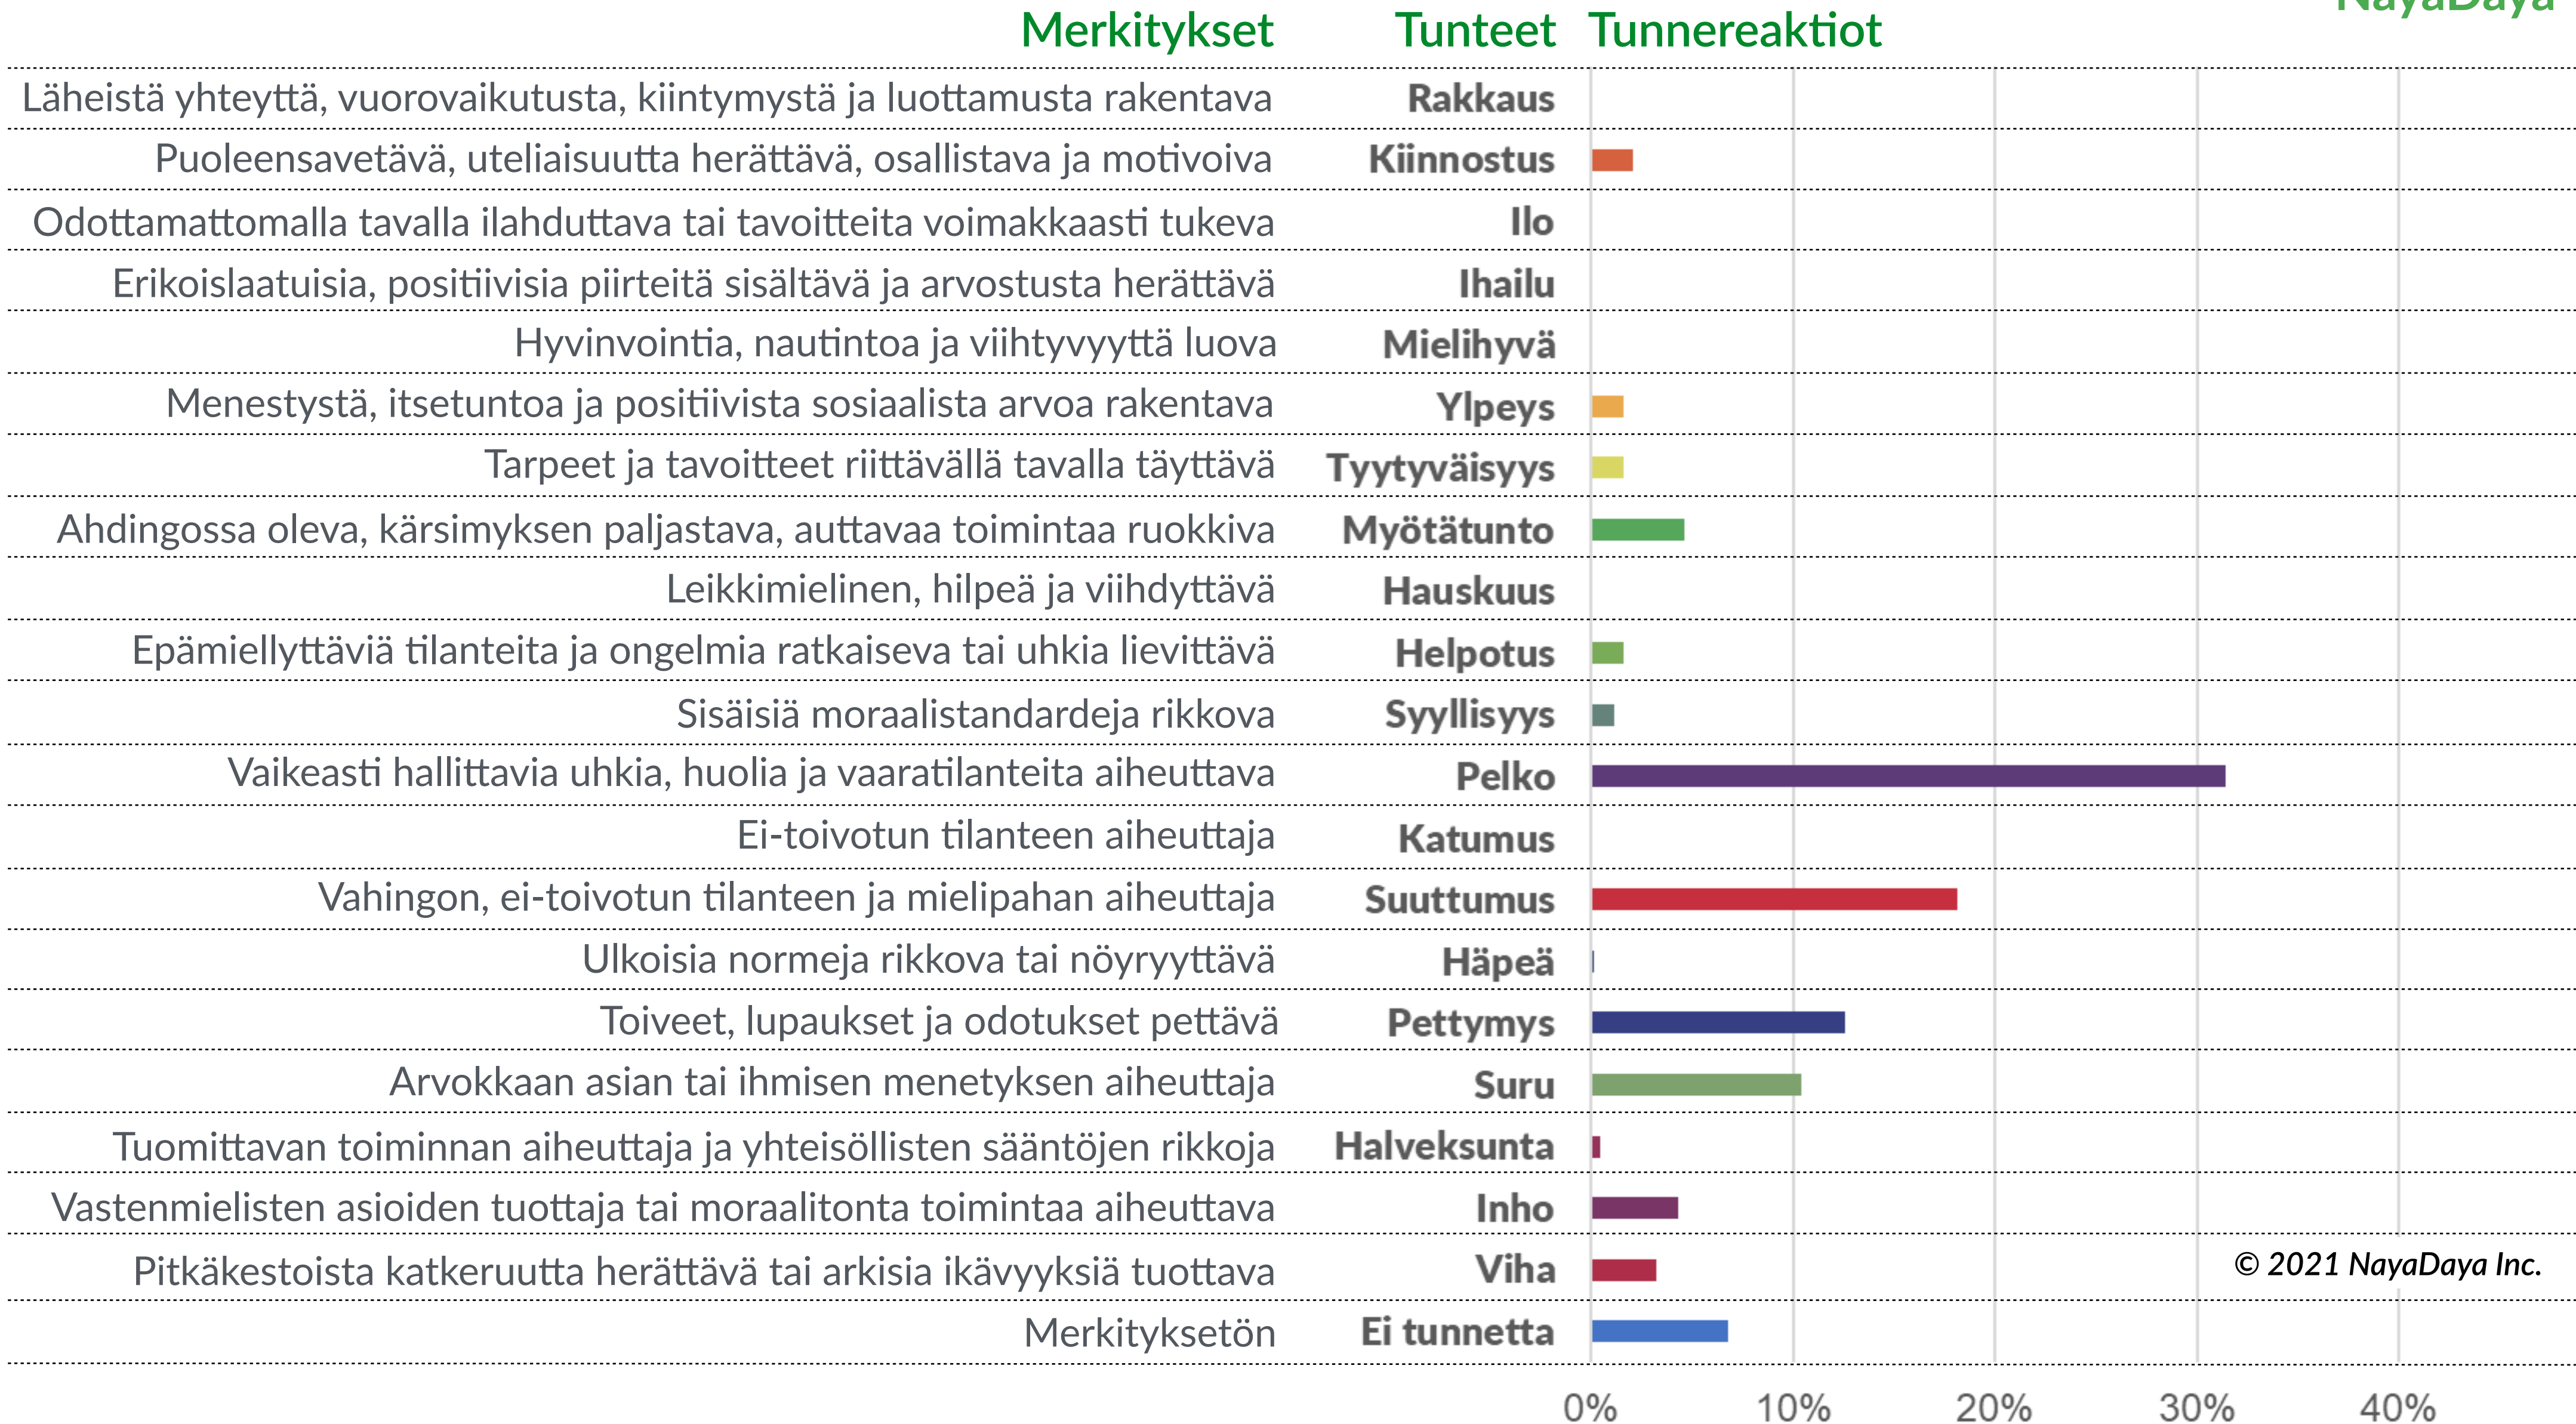 NayaDaya
Merkitykset Tunteet Tunnereaktiot
Läheistä yhteyttä, vuorovaikutusta, kiintymystä ja luottamusta rakentava Rakkaus
Puoleensavetävä, uteliaisuutta herättävä, osallistava ja motivoiva Kiinnostus
Odottamattomalla tavalla ilahduttava tai tavoitteita voimakkaasti tukeva Ilo
Erikoislaatuisia, positiivisia piirteitä sisältävä ja arvostusta herättävä Ihailu
Hyvinvointia, nautintoa ja viihtyvyyttä luova Mielihyvä
Menestystä, itsetuntoa ja positiivista sosiaalista arvoa rakentava Ylpeys
Tarpeet ja tavoitteet riittävällä tavalla täyttävä Tyytyväisyys
Ahdingossa oleva, kärsimyksen paljastava, auttavaa toimintaa ruokkiva Myötätunto
Leikkimielinen, hilpeä ja viihdyttävä Hauskuus
Epämiellyttäviä tilanteita ja ongelmia ratkaiseva tai uhkia lievittävä Helpotus
Sisäisiä moraalistandardeja rikkova Syyllisyys
Vaikeasti hallittavia uhkia, huolia ja vaaratilanteita aiheuttava Pelko
Ei-toivotun tilanteen aiheuttaja Katumus
Vahingon, ei-toivotun tilanteen ja mielipahan aiheuttaja Suuttumus
Ulkoisia normeja rikkova tai nöyryyttävä Häpeä
Toiveet, lupaukset ja odotukset pettävä Pettymys
Arvokkaan asian tai ihmisen menetyksen aiheuttaja Suru
Tuomittavan toiminnan aiheuttaja ja yhteisöllisten sääntöjen rikkoja Halveksunta
Vastenmielisten asioiden tuottaja tai moraalitonta toimintaa aiheuttava Inho
Pitkäkestoista katkeruutta herättävä tai arkisia ikävyyksiä tuottava Viha
© 2021 NayaDaya Inc.
Merkityksetön Ei tunnetta
0% 10% 20% 30% 40%